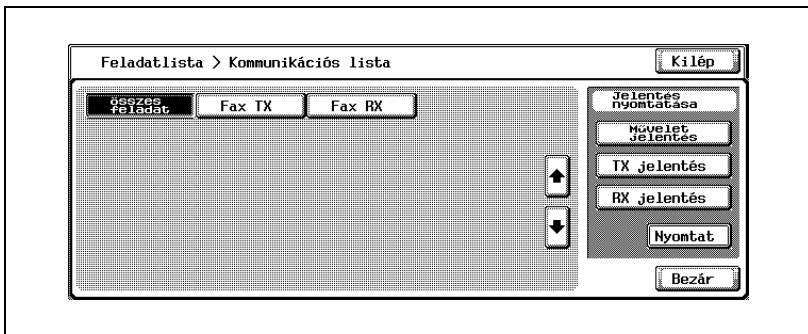 Feladatlista > Kommunikációs lista
Kilép
összes
feladat
Fax TX
Fax RX
Jelentés
nyomtatása
Művelet
jelentés
TX jelentés
RX jelentés
Nyomtat
Bezár